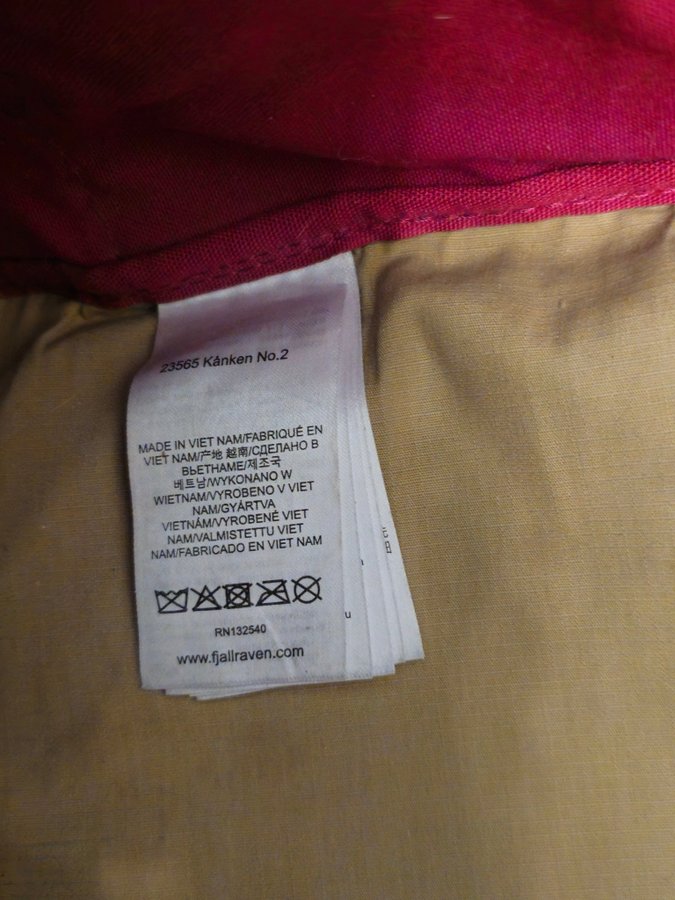 23565 Kånken No.2
MADE IN VIET NAM/FABRIQUÉ EN
VIET NAM/产地 越南/СДЕЛАНО В
ВЬЕТНАМЕ/제조국
베트남/WYKONANO W
WIETNAM/VYROBENO V VIET
NAM/GYÁRTVA
VIETNÁM/VYROBENÉ VIET
NAM/VALMISTETTU VIET
NAM/FABRICADO EN VIET NAM
RN132540
www.fjallraven.com